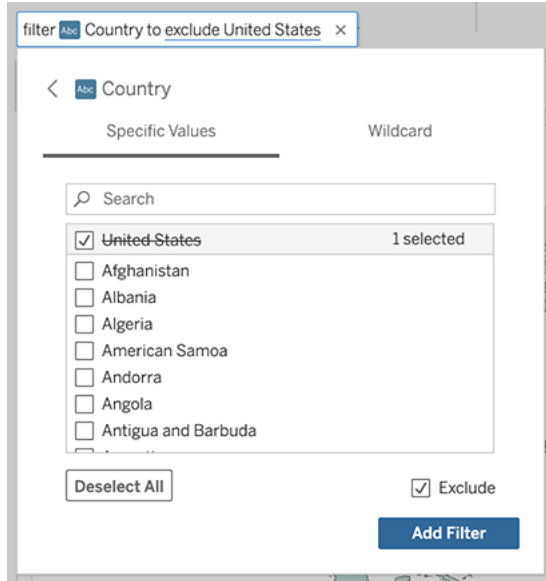 filter Abc Country to exclude United States ×
Abc Country
Specific Values Wildcard
Search
United States 1 selected
Afghanistan
Albania
Algeria
American Samoa
Andorra
Angola
Antigua and Barbuda
Deselect All Exclude
Add Filter